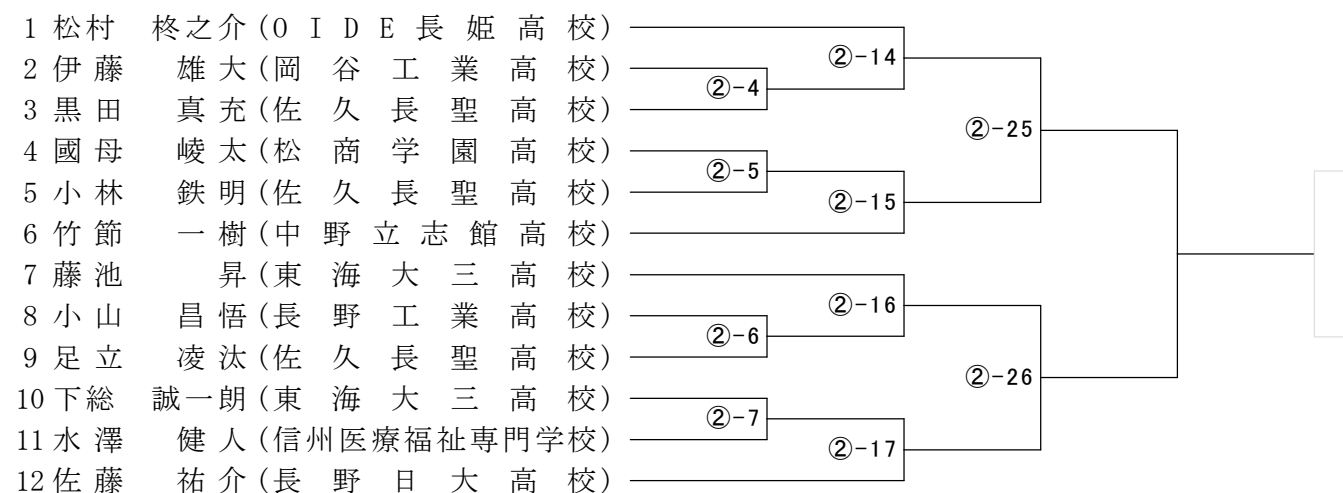 1 松村 柊之介(OIDE長姫高校)
②-14
2 伊藤 雄大(岡谷工業高校)
②-4
3 黒田 真充(佐久長聖高校)
②-25
4 國母 崚太(松商学園高校)
②-5
5 小林 鉄明(佐久長聖高校)
②-15
6 竹節 一樹(中野立志館高校)
7 藤池 昇(東海大三高校)
②-16
8 小山 昌悟(長野工業高校)
②-6
9 足立 凌汰(佐久長聖高校)
②-26
10 下総 誠一朗(東海大三高校)
②-7
11 水澤 健人(信州医療福祉専門学校)
②-17
12 佐藤 祐介(長野日大高校)